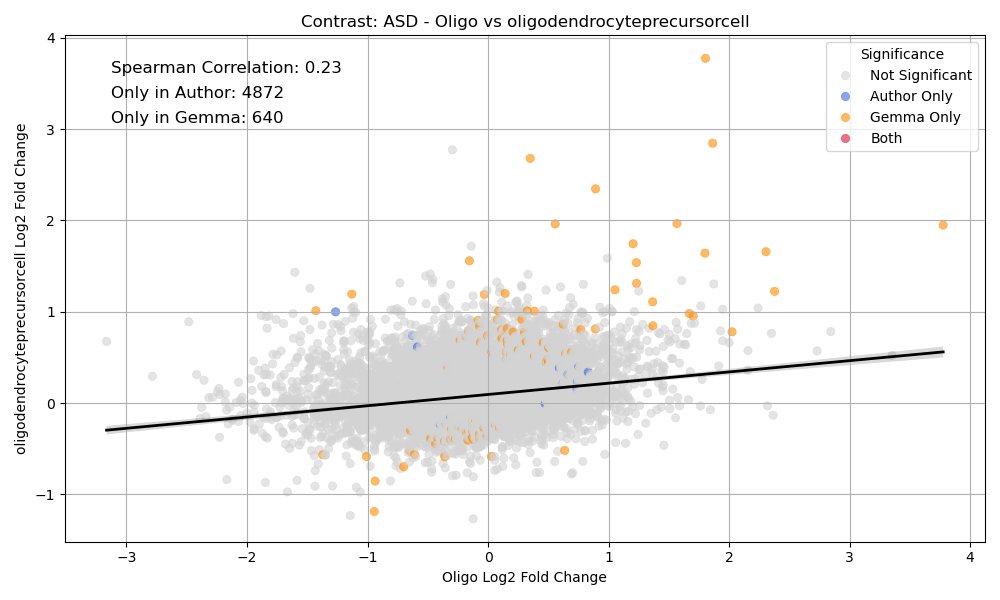 Contrast: ASD - Oligo vs oligodendrocyteprecursorcell
Spearman Correlation: 0.23
Only in Author: 4872
Only in Gemma: 640
Significance
Not Significant
Author Only
Gemma Only
Both
oligodendrocyteprecursorcell Log2 Fold Change
4
3
2
1
0
−1
−3
−2
−1
0
1
2
3
4
Oligo Log2 Fold Change